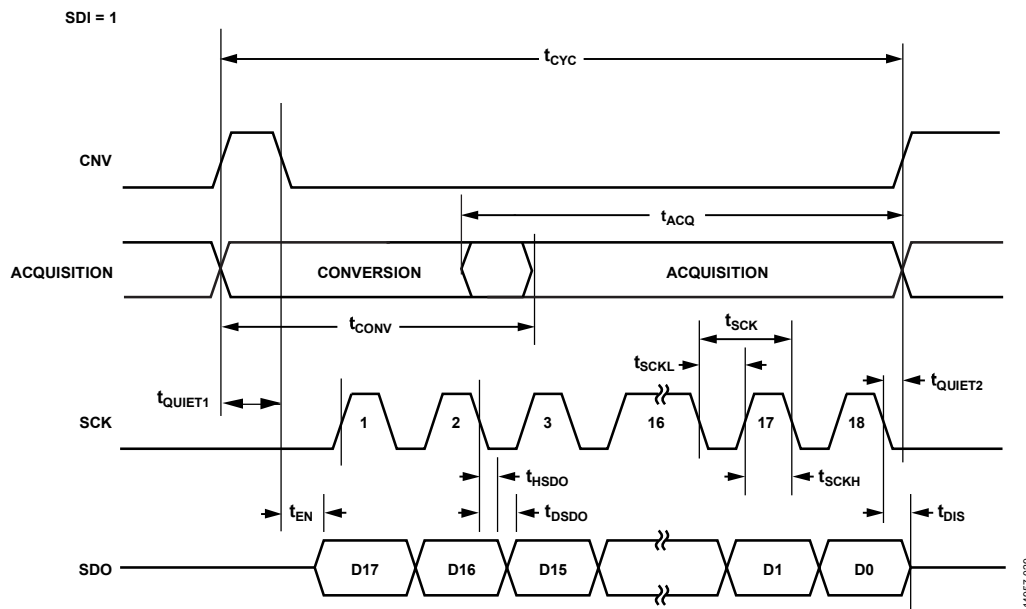 SDI = 1
tCYC
CNV
tACQ
ACQUISITION
CONVERSION
ACQUISITION
tCONV
tSCK
tSCKL
tQUIET1
tQUIET2
SCK
1
2
3
16
17
18
tHSDO
tSCKH
tEN
tDSDO
tDIS
SDO
D17
D16
D15
D1
D0